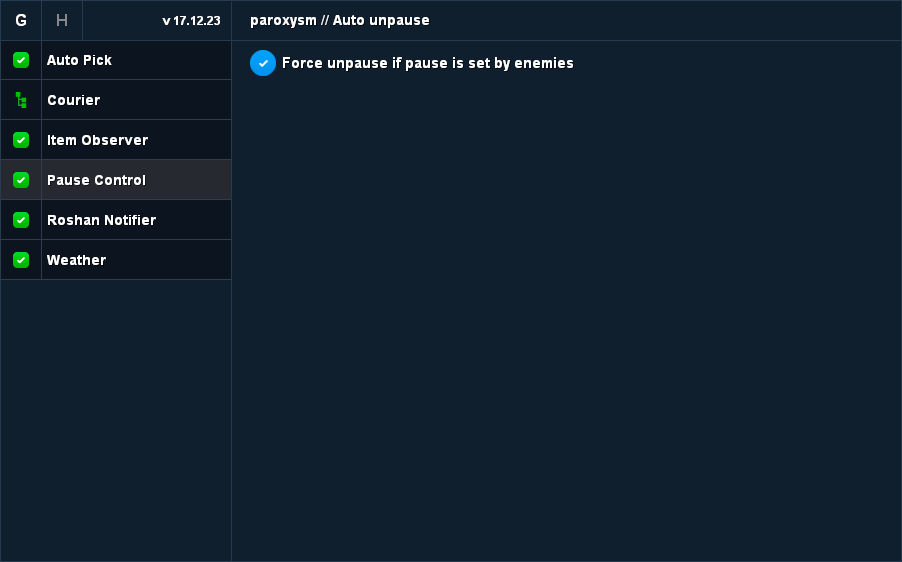 G H v 17.12.23 paroxysm // Auto unpause
Auto Pick
Courier
Item Observer
Pause Control
Roshan Notifier
Weather
Force unpause if pause is set by enemies